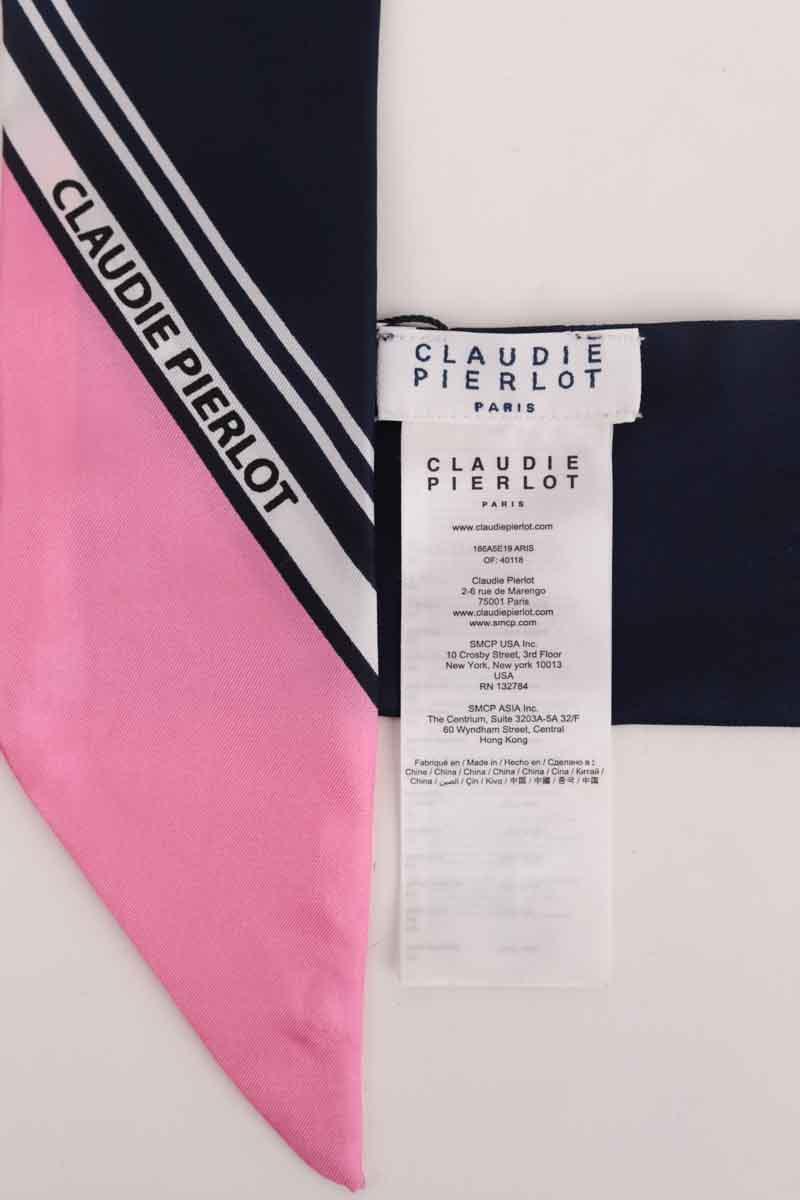 CLAUDIE PIERLOT
CLAUDIE
PIERLOT
PARIS
CLAUDIE
PIERLOT
PARIS
www.claudiepierlot.com
186A5E19 ARIS
OF: 40118
Claudie Pierlot
2-6 rue de Marengo
75001 Paris
www.claudiepierlot.com
www.smcp.com
SMCP USA Inc.
10 Crosby Street, 3rd Floor
New York, New york 10013
USA
RN 132784
SMCP ASIA Inc.
The Centrium, Suite 3203A-5A 32/F
60 Wyndham Street, Central
Hong Kong
Fabriqué en / Made in / Hecho en / Сделано в :
Chine / China / China / China / China / Cina / Китай /
China / الصين / Çin / Κίνα / 中国 / 中國 / 중국 / 中国